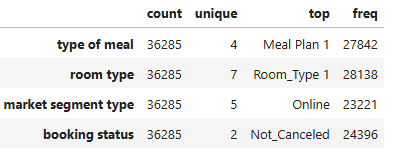 count unique top freq
type of meal 36285 4 Meal Plan 1 27842
room type 36285 7 Room_Type 1 28138
market segment type 36285 5 Online 23221
booking status 36285 2 Not_Canceled 24396